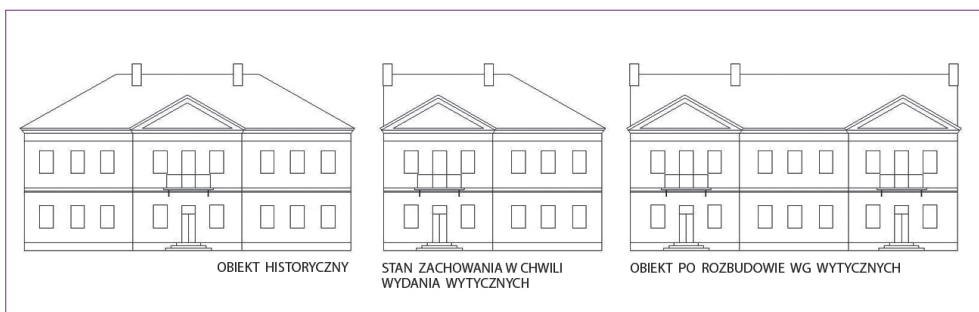 OBIEKT HISTORYCZNY
STAN ZACHOWANIA W CHWILI
WYDANIA WYTYCZNYCH
OBIEKT PO ROZBUDOWIE WG WYTYCZNYCH